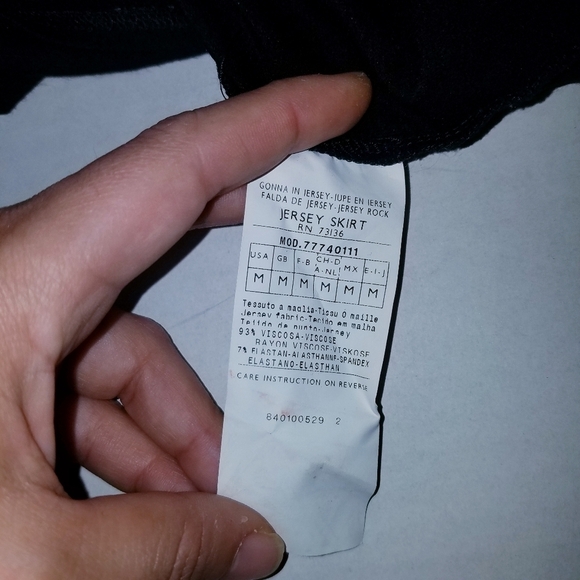 GONNA IN JERSEY-JUPE EN JERSEY
FALDA DE JERSEY-JERSEY ROCK
JERSEY SKIRT
RN 73136
MOD.77740111
USA GB F-B CH-D A-NL MX E-I-J
M M M M M M
Tessuto a maglia-Tissu O maille
Jersey fabric-Tecido em malha
Tejido de punto-Jersey
93% VISCOSA-VISCOSE
RAYON VISCOSE-VISKOSE
7% ELASTAN-ALASTHANNE-SPANDEX
ELASTANO-ELASTHAN
CARE INSTRUCTION ON REVERSE
840100529 2